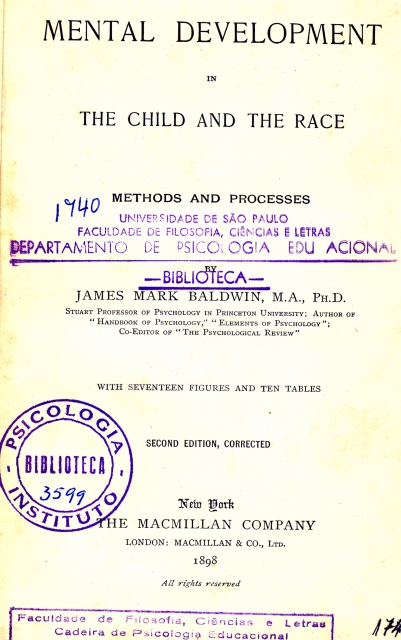 MENTAL DEVELOPMENT
IN
THE CHILD AND THE RACE
METHODS AND PROCESSES
1940
UNIVERSIDADE DE SÃO PAULO
FACULDADE DE FILOSOFIA, CIÊNCIAS E LETRAS
DEPARTAMENTO DE PSICOLOGIA EDU ACIONAL
BY
—BIBLIOTECA—
JAMES MARK BALDWIN, M.A., PH.D.
STUART PROFESSOR OF PSYCHOLOGY IN PRINCETON UNIVERSITY; AUTHOR OF
"HANDBOOK OF PSYCHOLOGY," "ELEMENTS OF PSYCHOLOGY";
CO-EDITOR OF "THE PSYCHOLOGICAL REVIEW"
WITH SEVENTEEN FIGURES AND TEN TABLES
SECOND EDITION, CORRECTED
PSICOLOGIA
BIBLIOTECA
3599
INSTITUTO
New York
THE MACMILLAN COMPANY
LONDON: MACMILLAN & CO., LTD.
1898
All rights reserved
Faculdade de Filosofia, Ciências e Letras
Cadeira de Psicologia Educacional